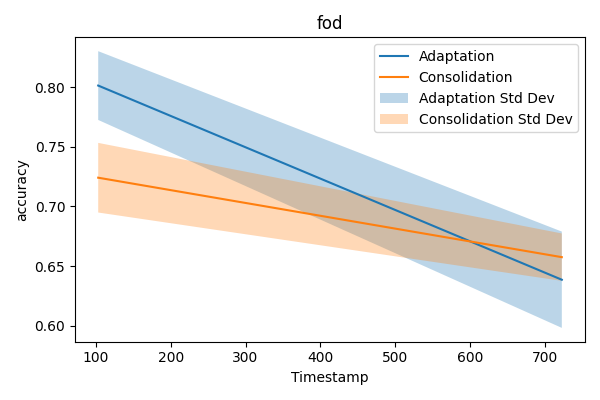 fod
Adaptation
Consolidation
Adaptation Std Dev
Consolidation Std Dev
accuracy
0.80
0.75
0.70
0.65
0.60
100 200 300 400 500 600 700
Timestamp